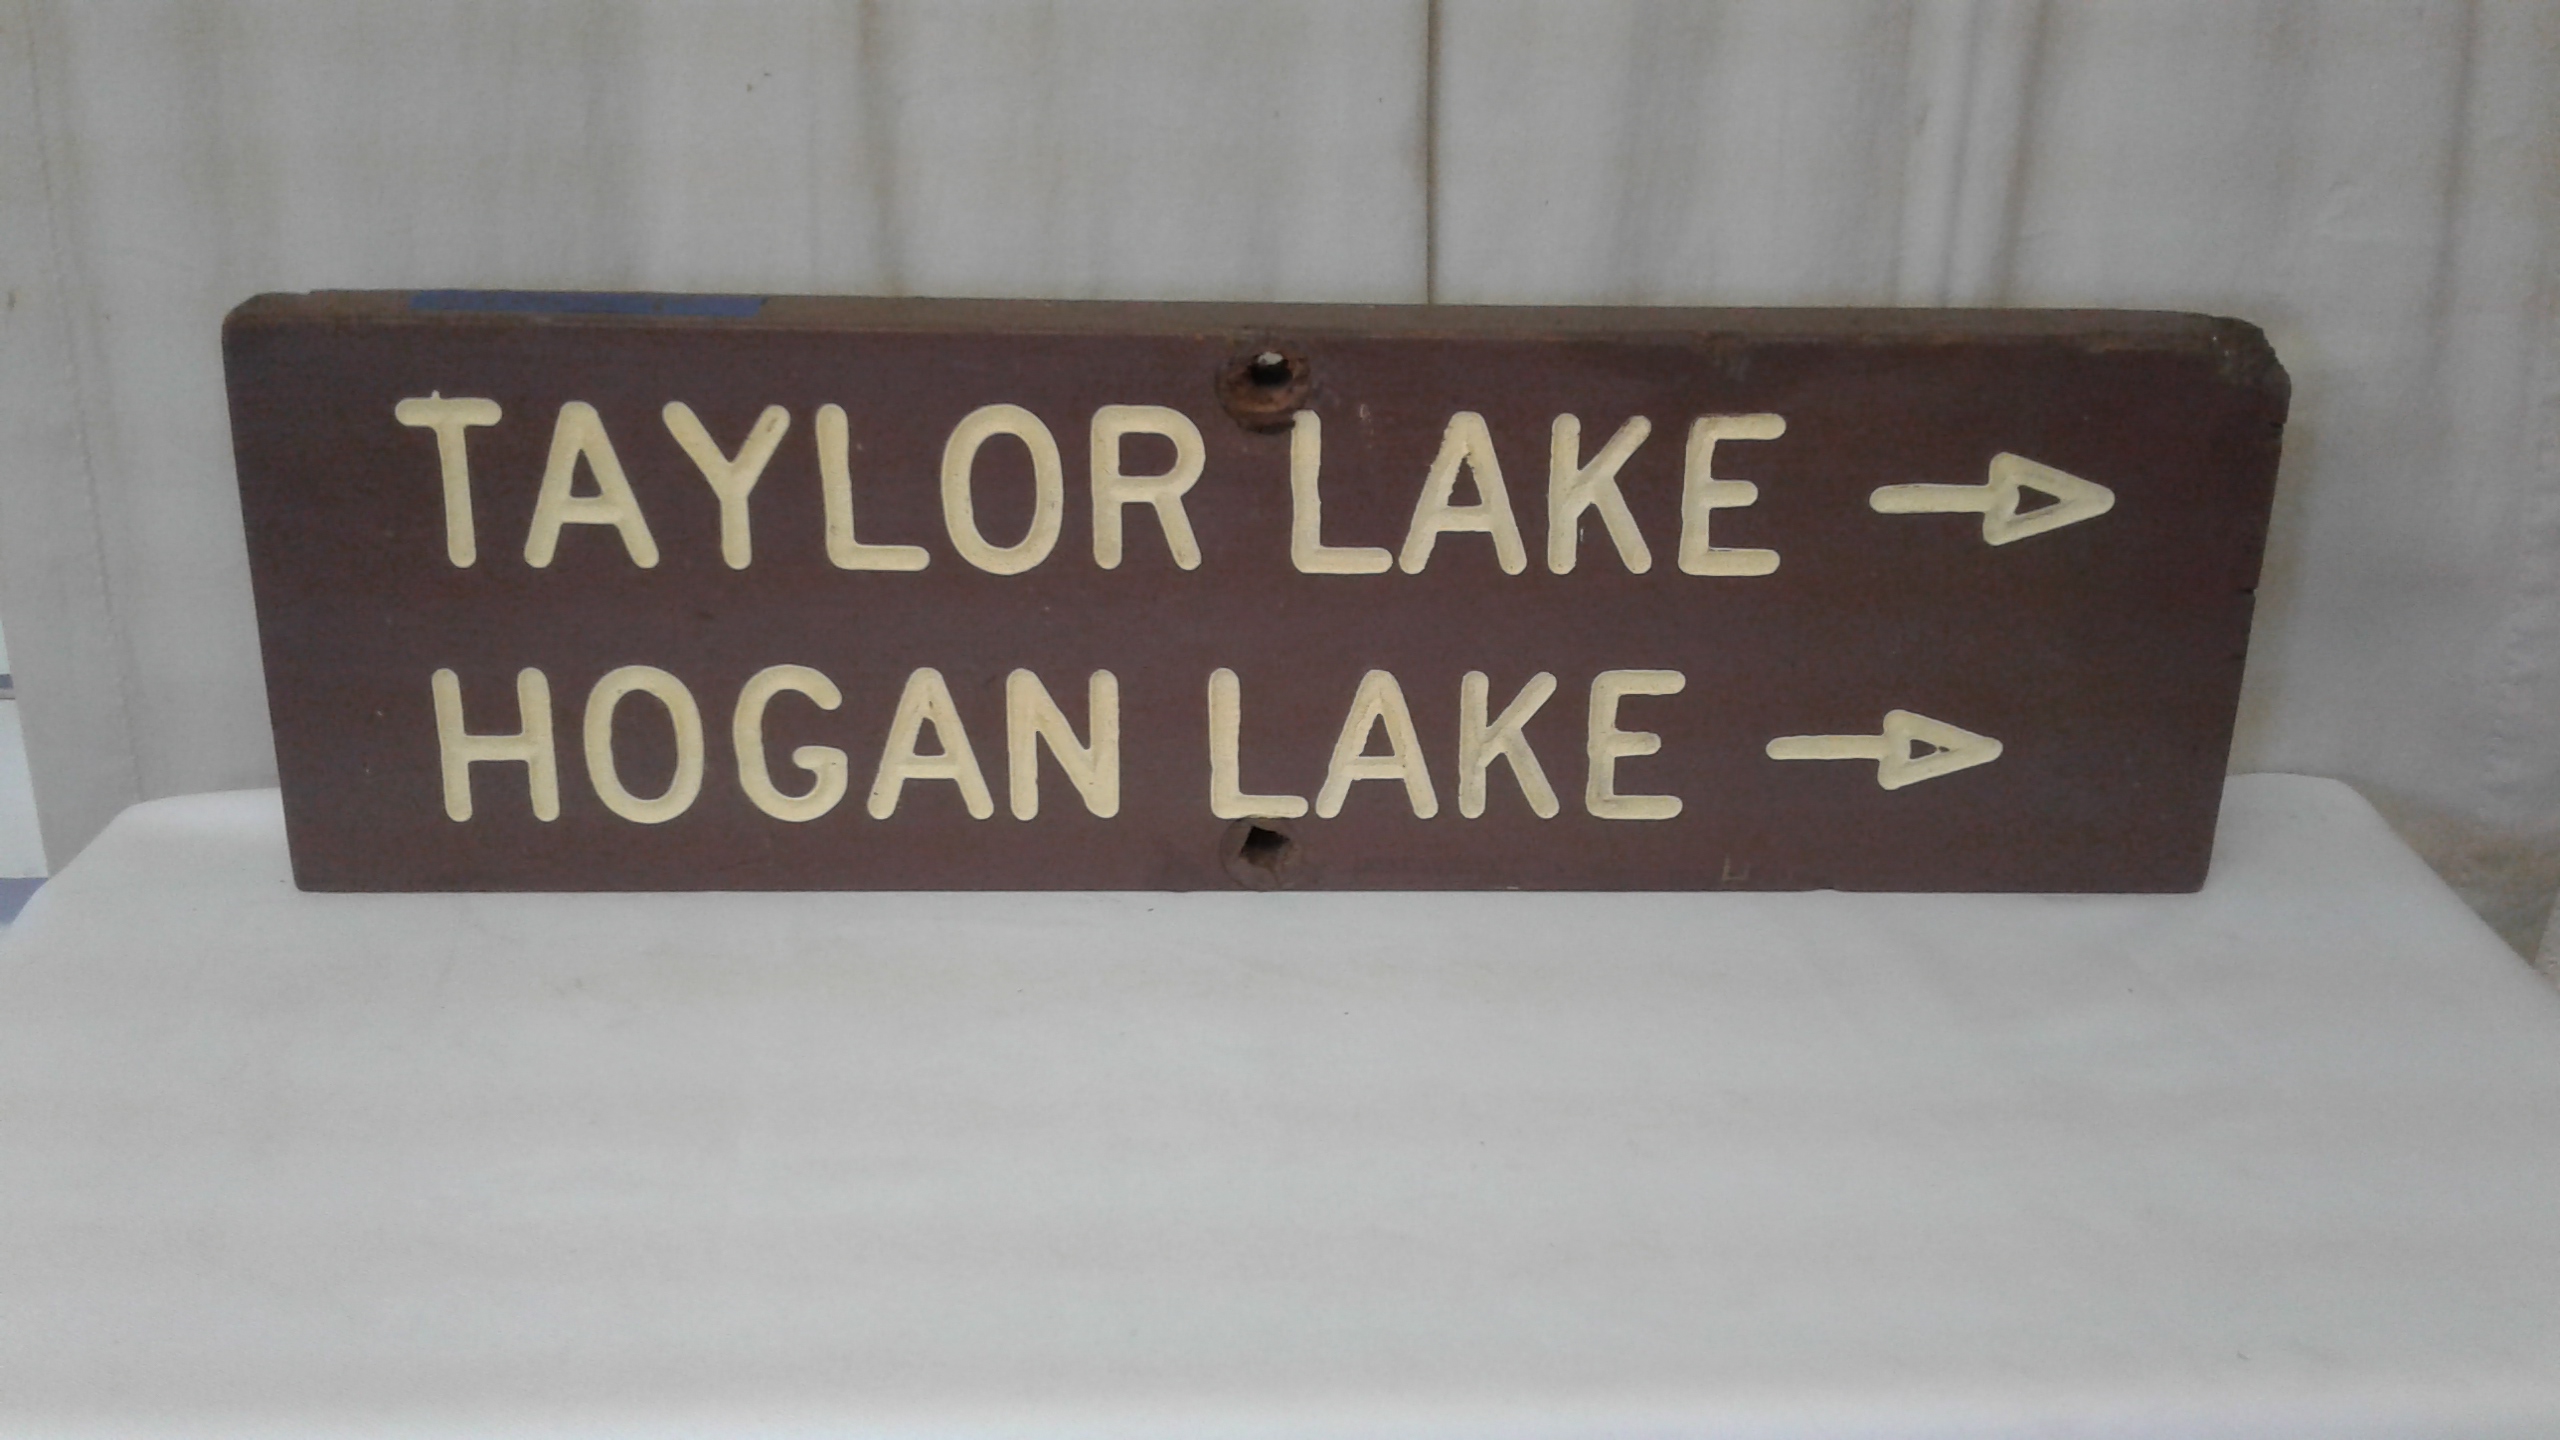 TAYLOR LAKE →
HOGAN LAKE →